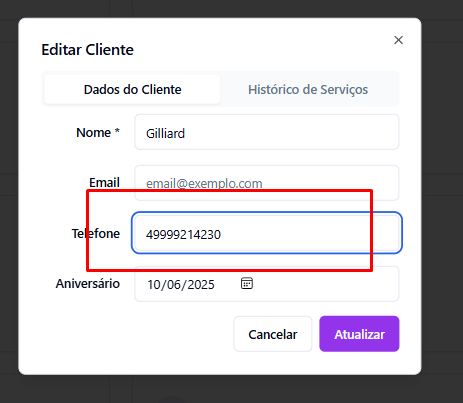 Editar Cliente
Dados do Cliente Histórico de Serviços
Nome * Gilliard
Email email@exemplo.com
Telefone 49999214230
Aniversário 10/06/2025
Cancelar Atualizar